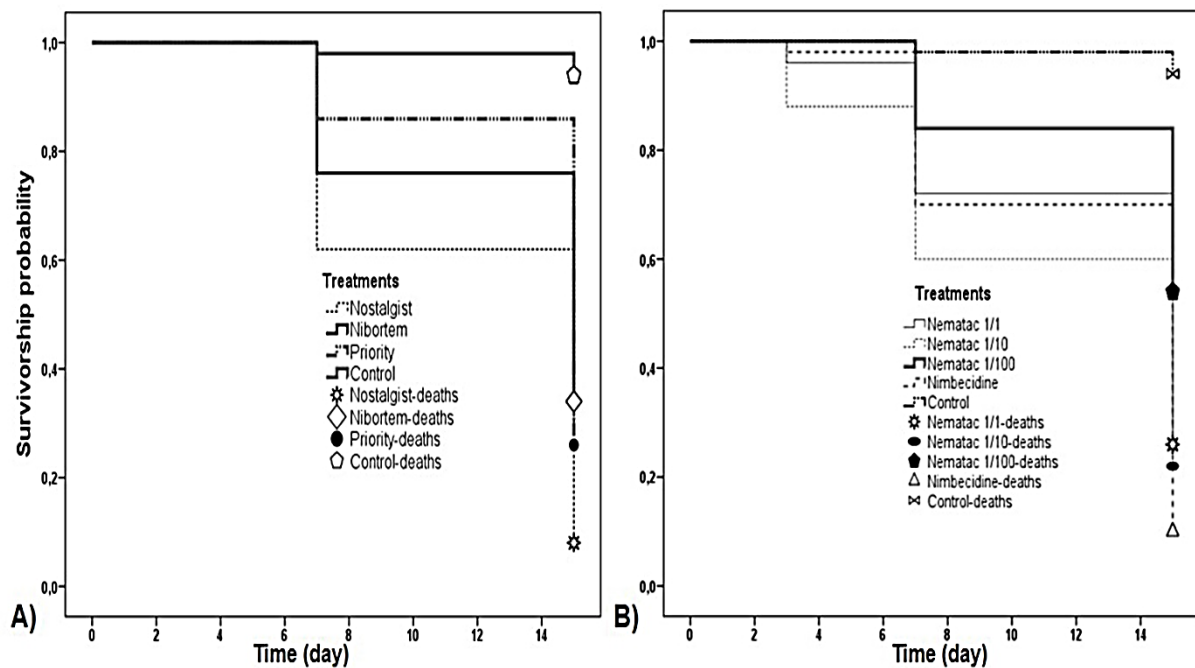 Survivorship probability
1,0
0,8
0,6
0,4
0,2
0,0
Treatments
Nostalgist
Nibortem
Priority
Control
Nostalgist-deaths
Nibortem-deaths
Priority-deaths
Control-deaths
0 2 4 6 8 10 12 14
Time (day)
A)
1,0
0,8
0,6
0,4
0,2
0,0
Treatments
Nematac 1/1
Nematac 1/10
Nematac 1/100
Nimbecidine
Control
Nematac 1/1-deaths
Nematac 1/10-deaths
Nematac 1/100-deaths
Nimbecidine-deaths
Control-deaths
0 2 4 6 8 10 12 14
Time (day)
B)